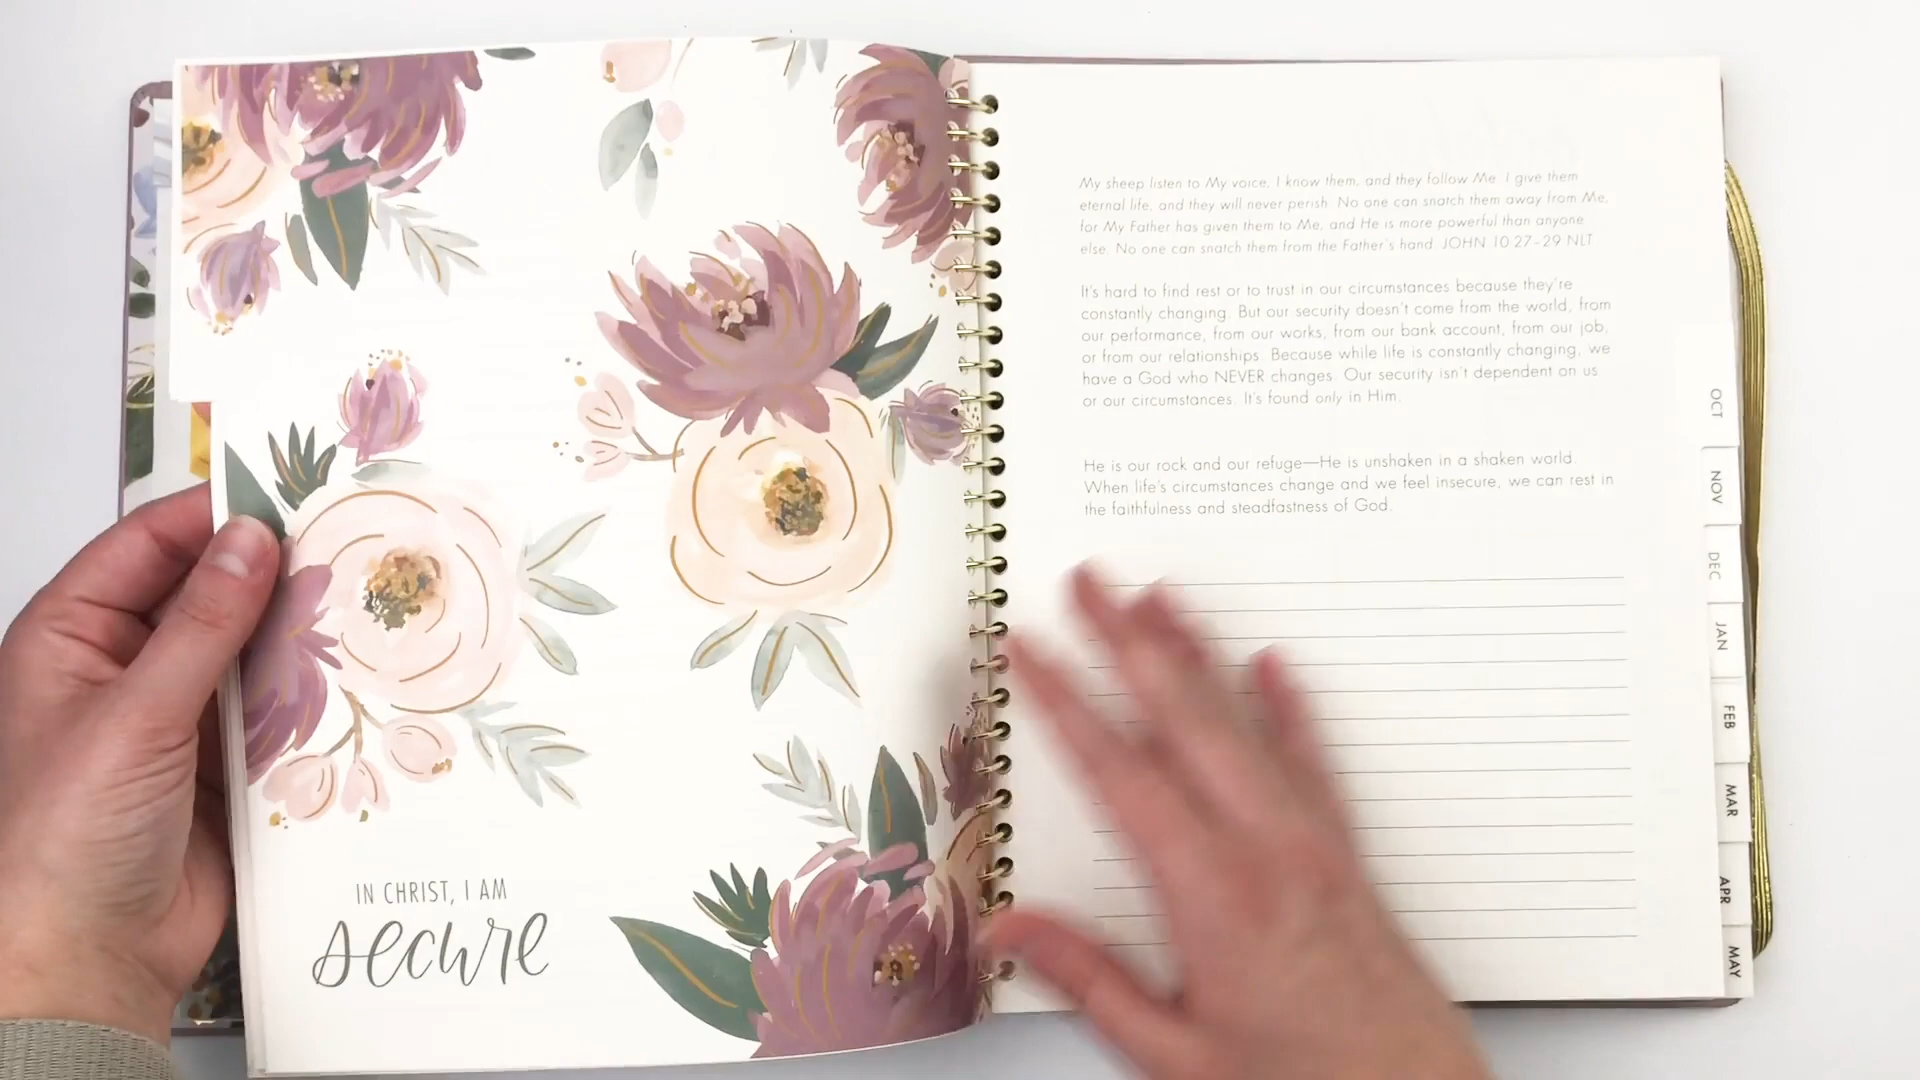 IN CHRIST, I AM
secure
My sheep listen to My voice, I know them, and they follow Me. I give them
eternal life, and they will never perish. No one can snatch them away from Me,
for My Father has given them to Me, and He is more powerful than anyone
else. No one can snatch them from the Father's hand. JOHN 10:27-29 NLT
It's hard to find rest or to trust in our circumstances because they're
constantly changing. But our security doesn't come from the world, from
our performance, from our works, from our bank account, from our job,
or from our relationships. Because while life is constantly changing, we
have a God who NEVER changes. Our security isn't dependent on us
or our circumstances. It's found only in Him.
He is our rock and our refuge—He is unshaken in a shaken world.
When life's circumstances change and we feel insecure, we can rest in
the faithfulness and steadfastness of God.
OCT
NOV
DEC
JAN
FEB
MAR
APR
MAY